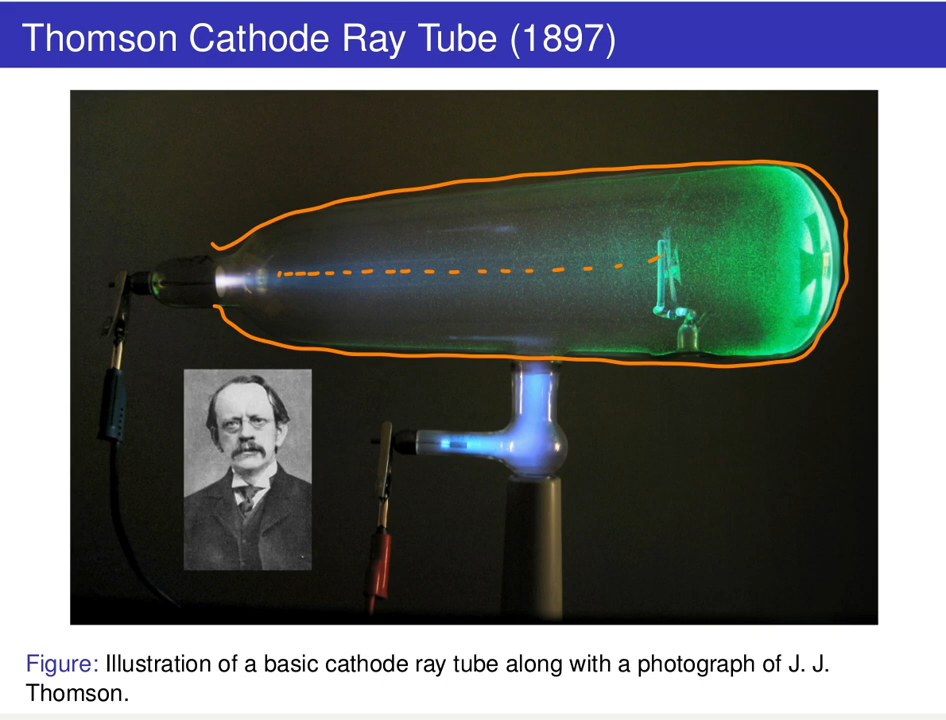 Thomson Cathode Ray Tube (1897)
Figure: Illustration of a basic cathode ray tube along with a photograph of J. J.
Thomson.